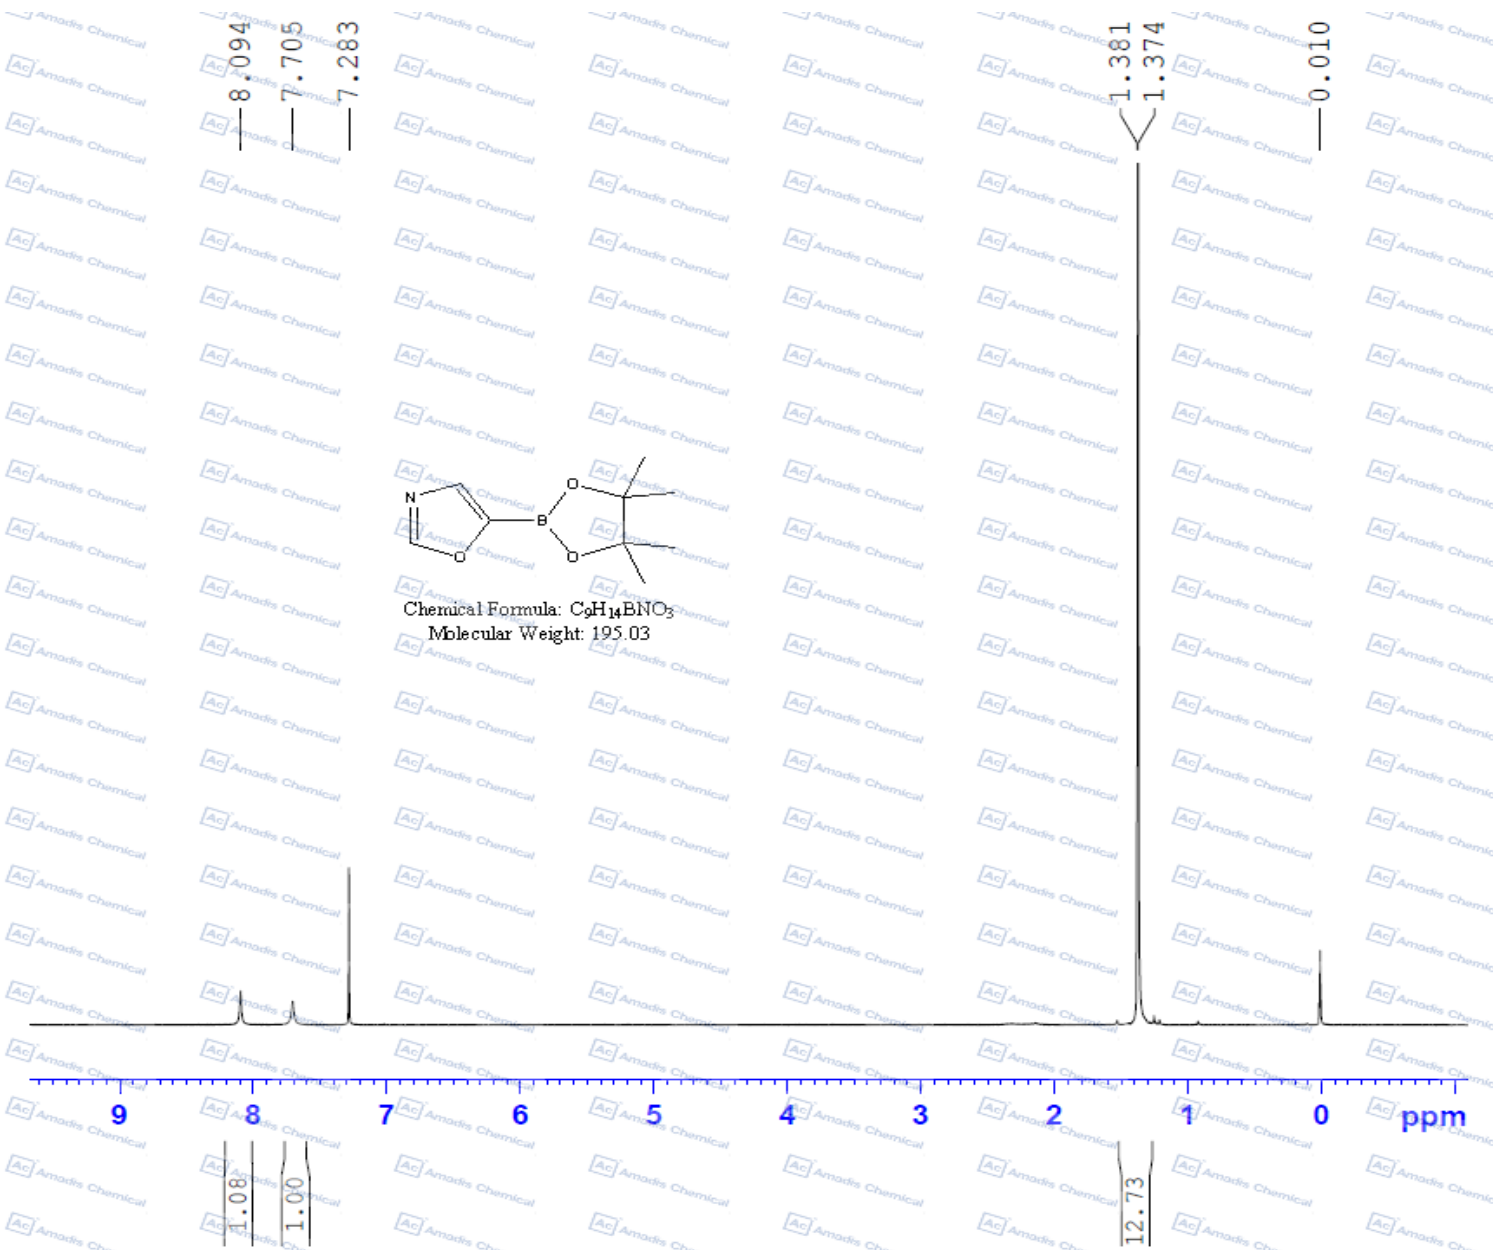 8.094
7.705
7.283
1.381
1.374
0.010
N
O
B
O
O
Chemical Formula: C9H14BNO3
Molecular Weight: 195.03
9 8 7 6 5 4 3 2 1 0 ppm
1.08
1.00
12.73
Ac Amadis Chemical